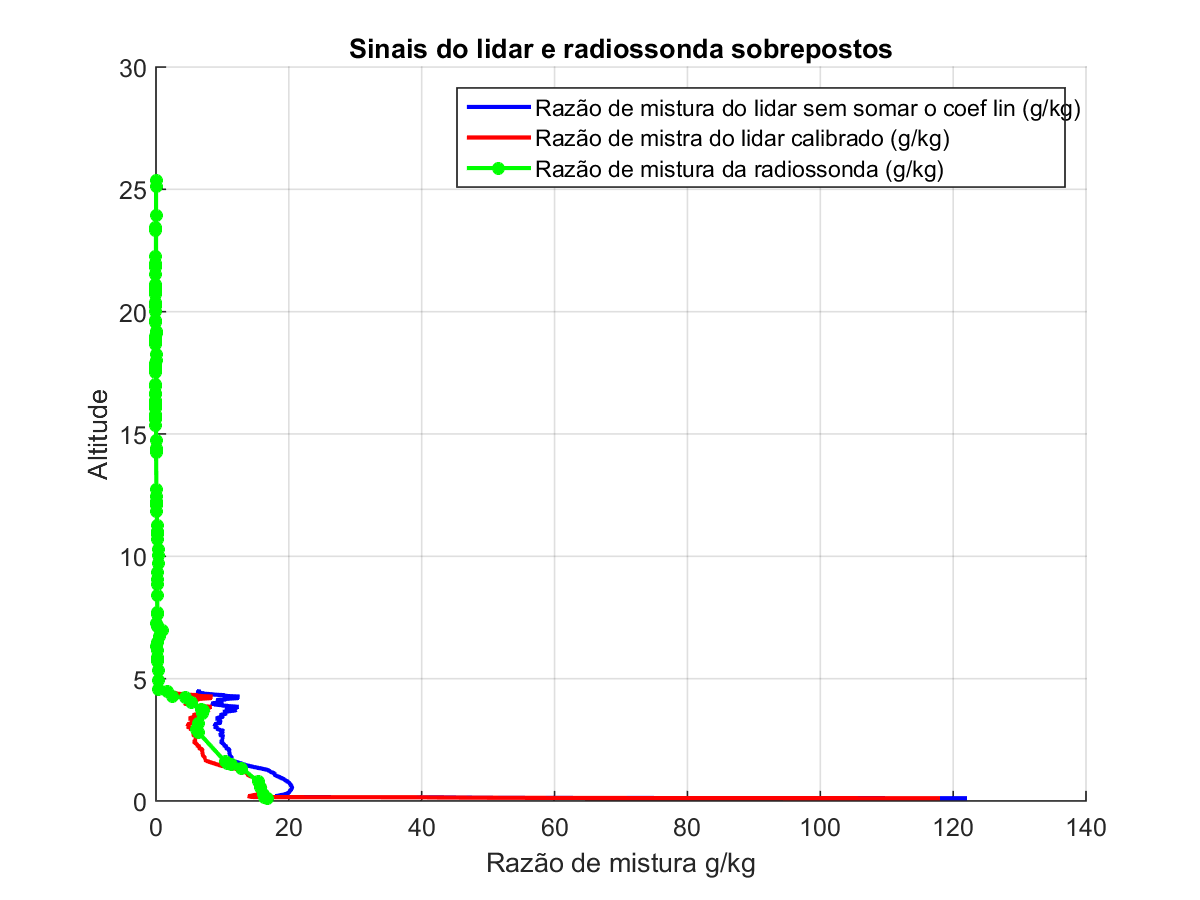 Sinais do lidar e radiossonda sobrepostos
30
Razão de mistura do lidar sem somar o coef lin (g/kg)
Razão de mistra do lidar calibrado (g/kg)
Razão de mistura da radiossonda (g/kg)
25
20
15
10
5
0
Altitude
0 20 40 60 80 100 120 140
Razão de mistura g/kg